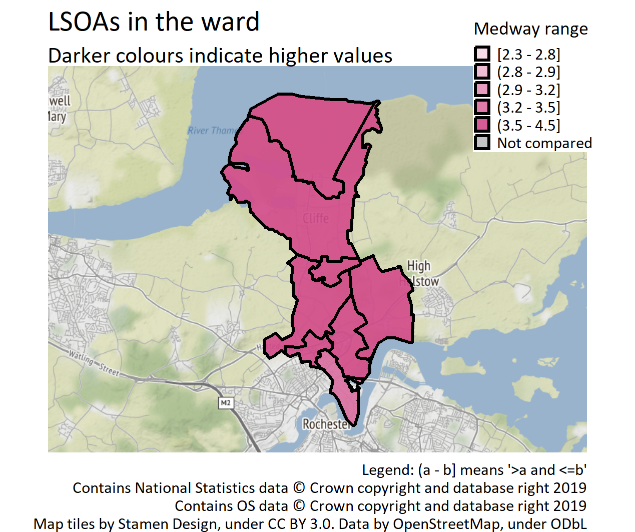 LSOAs in the ward
Darker colours indicate higher values
Medway range
[2.3 - 2.8]
(2.8 - 2.9]
(2.9 - 3.2]
(3.2 - 3.5]
(3.5 - 4.5]
Not compared
well
Mary
River Tham
Cliffe
High
lstow
Watling-Street
M2
Rochester
Legend: (a - b] means '>a and <=b'
Contains National Statistics data © Crown copyright and database right 2019
Contains OS data © Crown copyright and database right 2019
Map tiles by Stamen Design, under CC BY 3.0. Data by OpenStreetMap, under ODbL